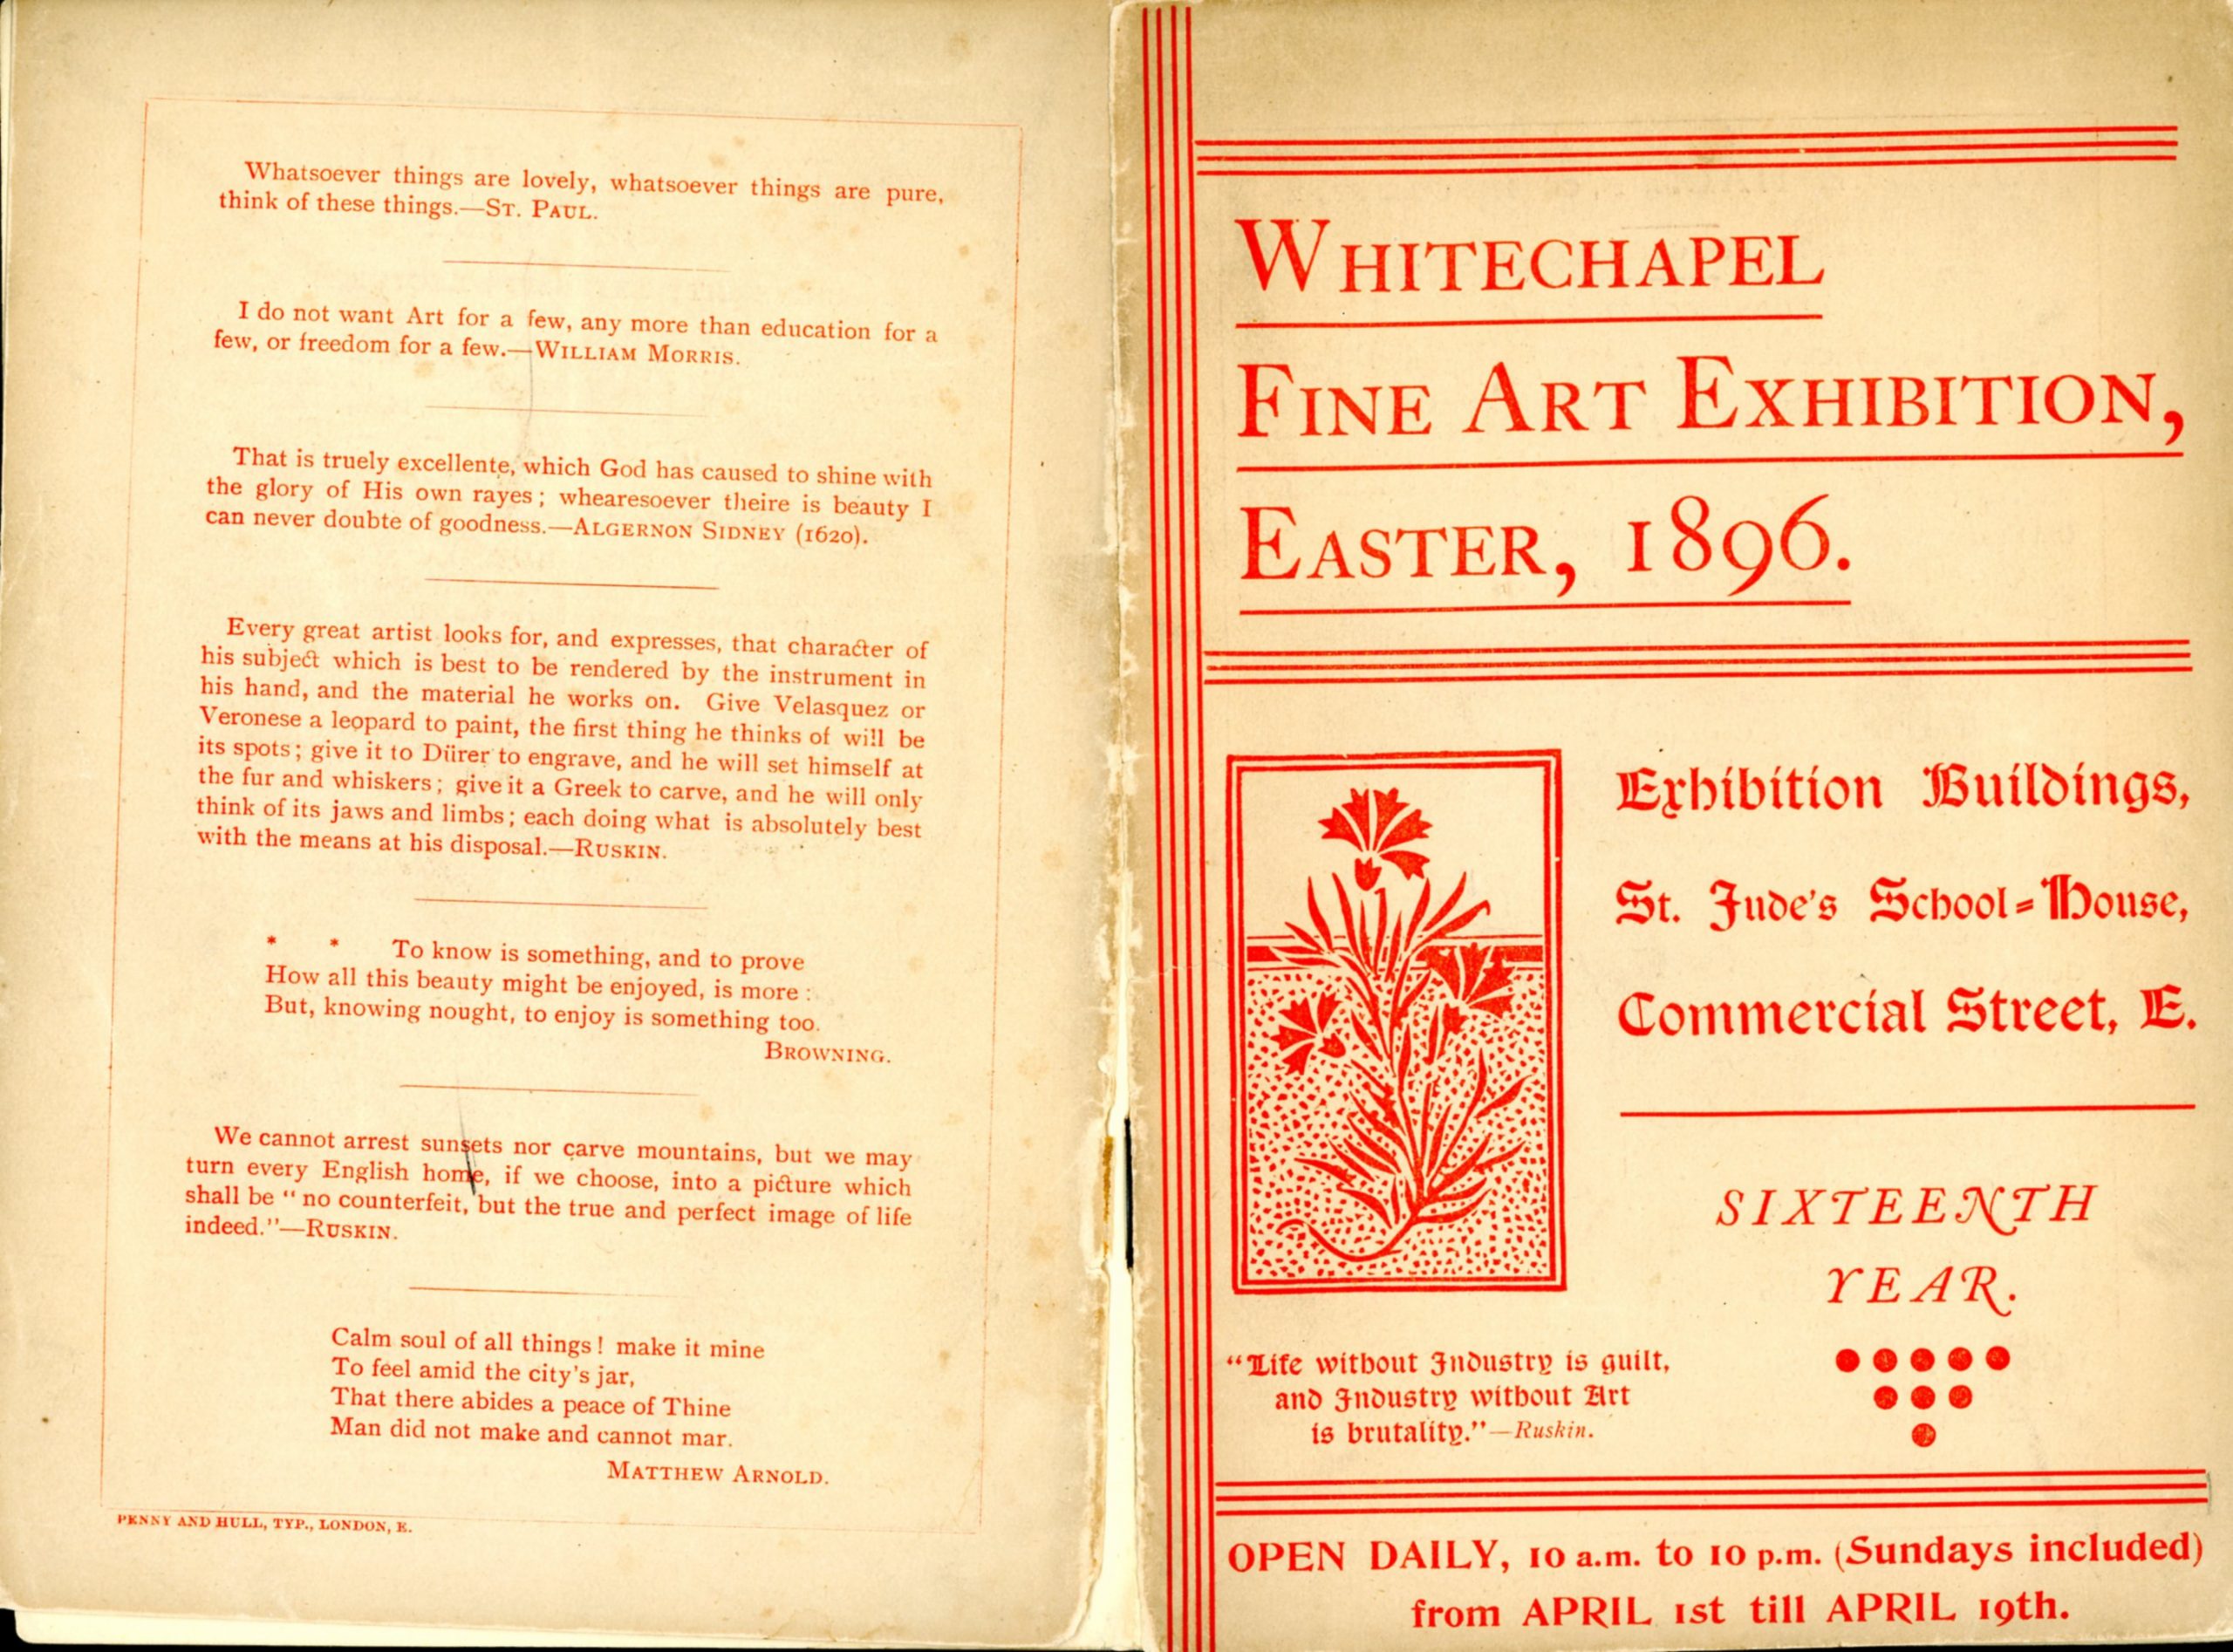 Whatsoever things are lovely, whatsoever things are pure,
think of these things.—ST. PAUL.
I do not want Art for a few, any more than education for a
few, or freedom for a few.—WILLIAM MORRIS.
That is truely excellente, which God has caused to shine with
the glory of His own rayes; whearesoever theire is beauty I
can never doubte of goodness.—ALGERNON SIDNEY (1620).
Every great artist looks for, and expresses, that character of
his subject which is best to be rendered by the instrument in
his hand, and the material he works on. Give Velasquez or
Veronese a leopard to paint, the first thing he thinks of will be
its spots; give it to Dürer to engrave, and he will set himself at
the fur and whiskers; give it a Greek to carve, and he will only
think of its jaws and limbs; each doing what is absolutely best
with the means at his disposal.—RUSKIN.
* * To know is something, and to prove
How all this beauty might be enjoyed, is more:
But, knowing nought, to enjoy is something too.
BROWNING.
We cannot arrest sunsets nor carve mountains, but we may
turn every English home, if we choose, into a picture which
shall be "no counterfeit, but the true and perfect image of life
indeed."—RUSKIN.
Calm soul of all things! make it mine
To feel amid the city's jar,
That there abides a peace of Thine
Man did not make and cannot mar.
MATTHEW ARNOLD.
PENNY AND HULL, TYP., LONDON, E.
WHITECHAPEL
FINE ART EXHIBITION,
EASTER, 1896.
Exhibition Buildings,
St. Jude's School-House,
Commercial Street, E.
SIXTEENTH
YEAR.
"Life without Industry is guilt,
and Industry without Art
is brutality."—Ruskin.
OPEN DAILY, 10 a.m. to 10 p.m. (Sundays included)
from APRIL 1st till APRIL 19th.